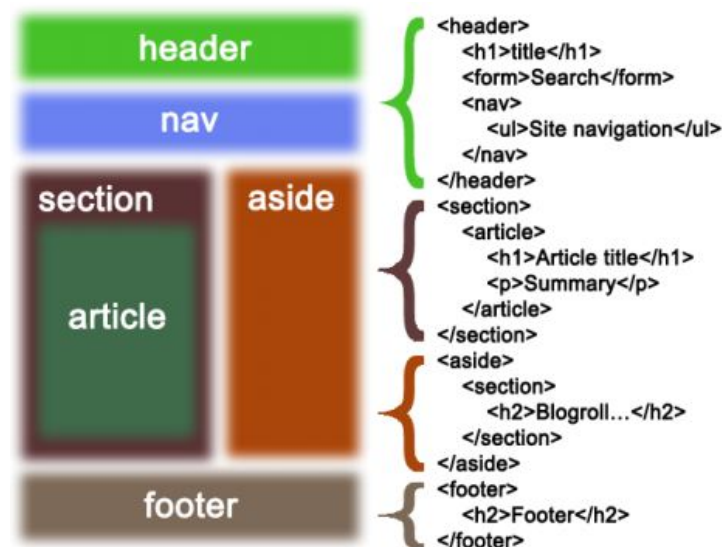 header
nav
section
aside
article
footer
<header>
<h1>title</h1>
<form>Search</form>
<nav>
<ul>Site navigation</ul>
</nav>
</header>
<section>
<article>
<h1>Article title</h1>
<p>Summary</p>
</article>
</section>
<aside>
<section>
<h2>Blogroll...</h2>
</section>
</aside>
<footer>
<h2>Footer</h2>
</footer>